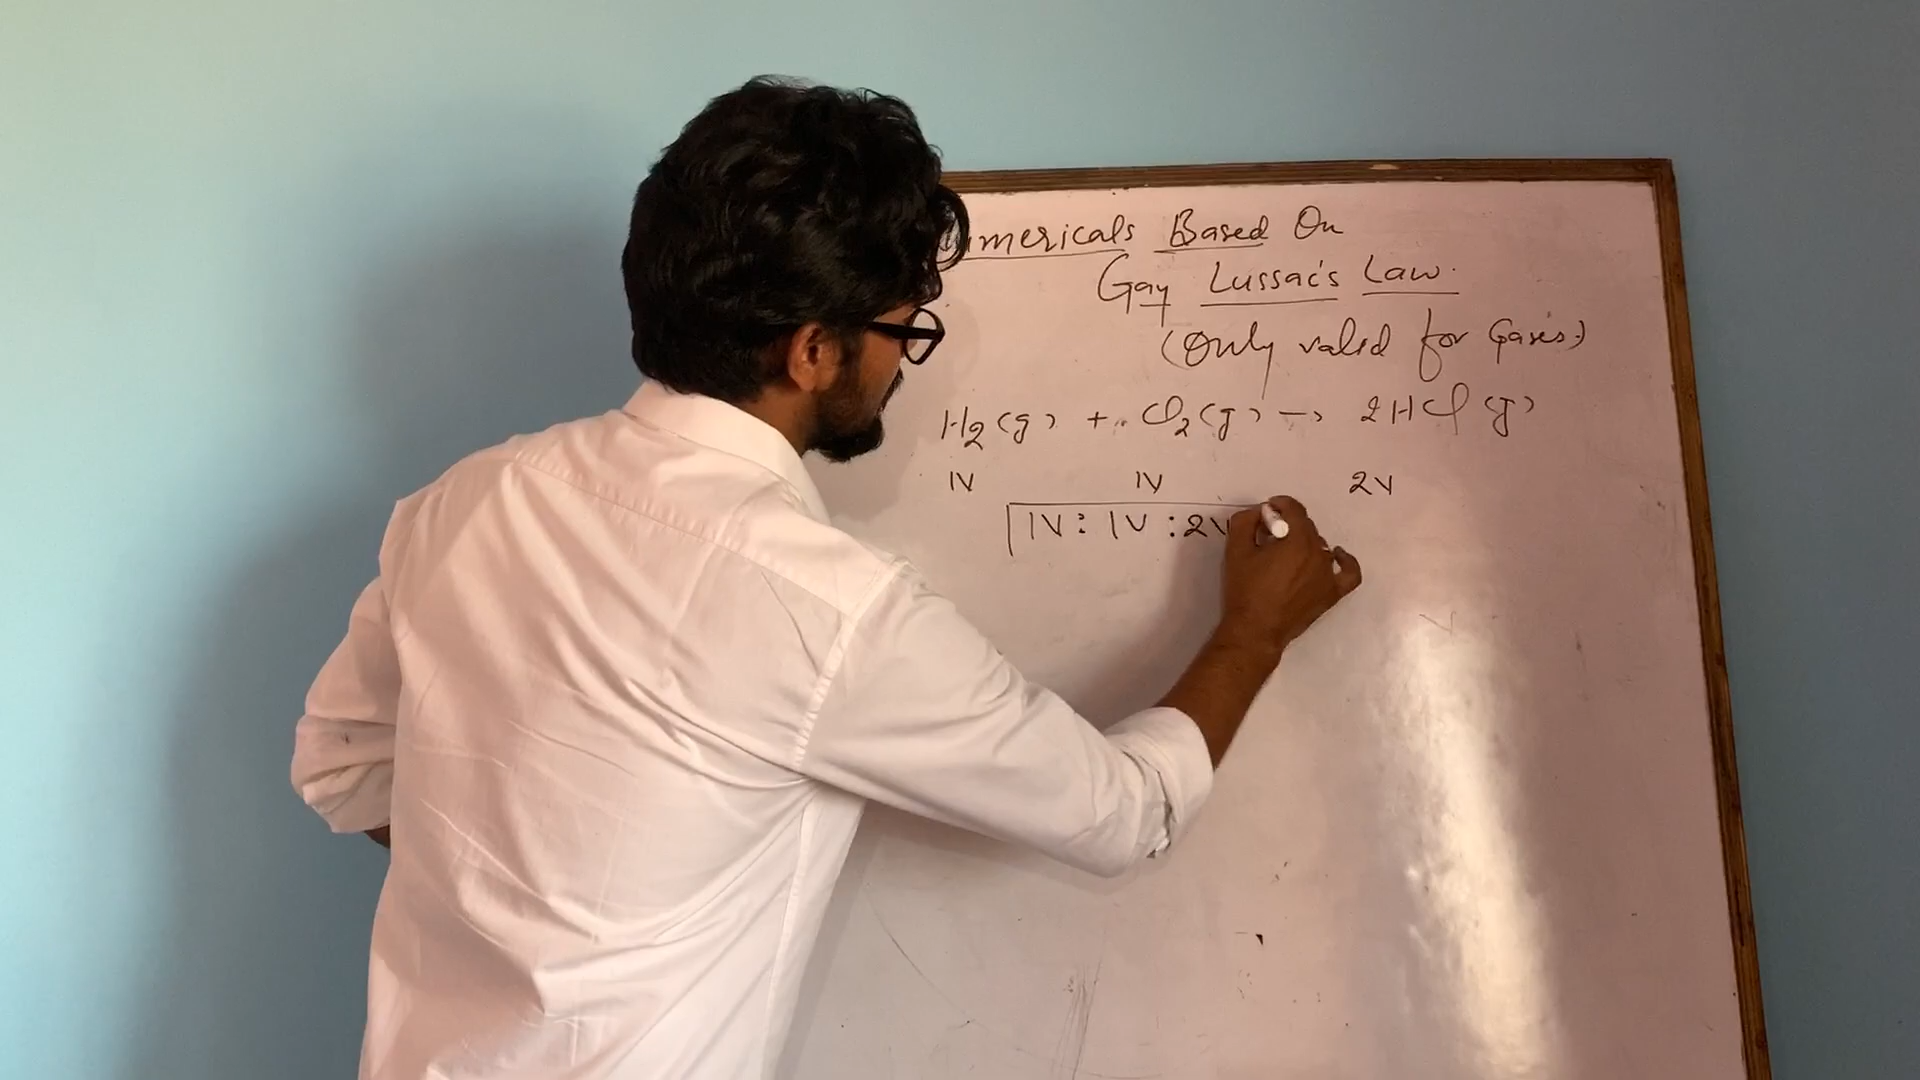 umericals Based On
Gay Lussac's Law.
(Only valid for Gases.)
H₂(g) + Cl₂(g) → 2HCl(g)
1V 1V 2V
1V : 1V : 2V